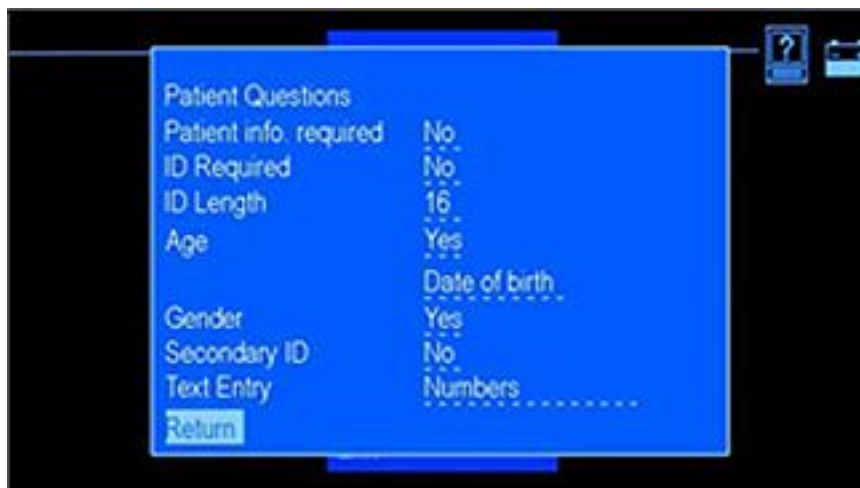 ?
Patient Questions
Patient info. required No
ID Required No
ID Length 16
Age Yes
Date of birth
Gender Yes
Secondary ID No
Text Entry Numbers
Return